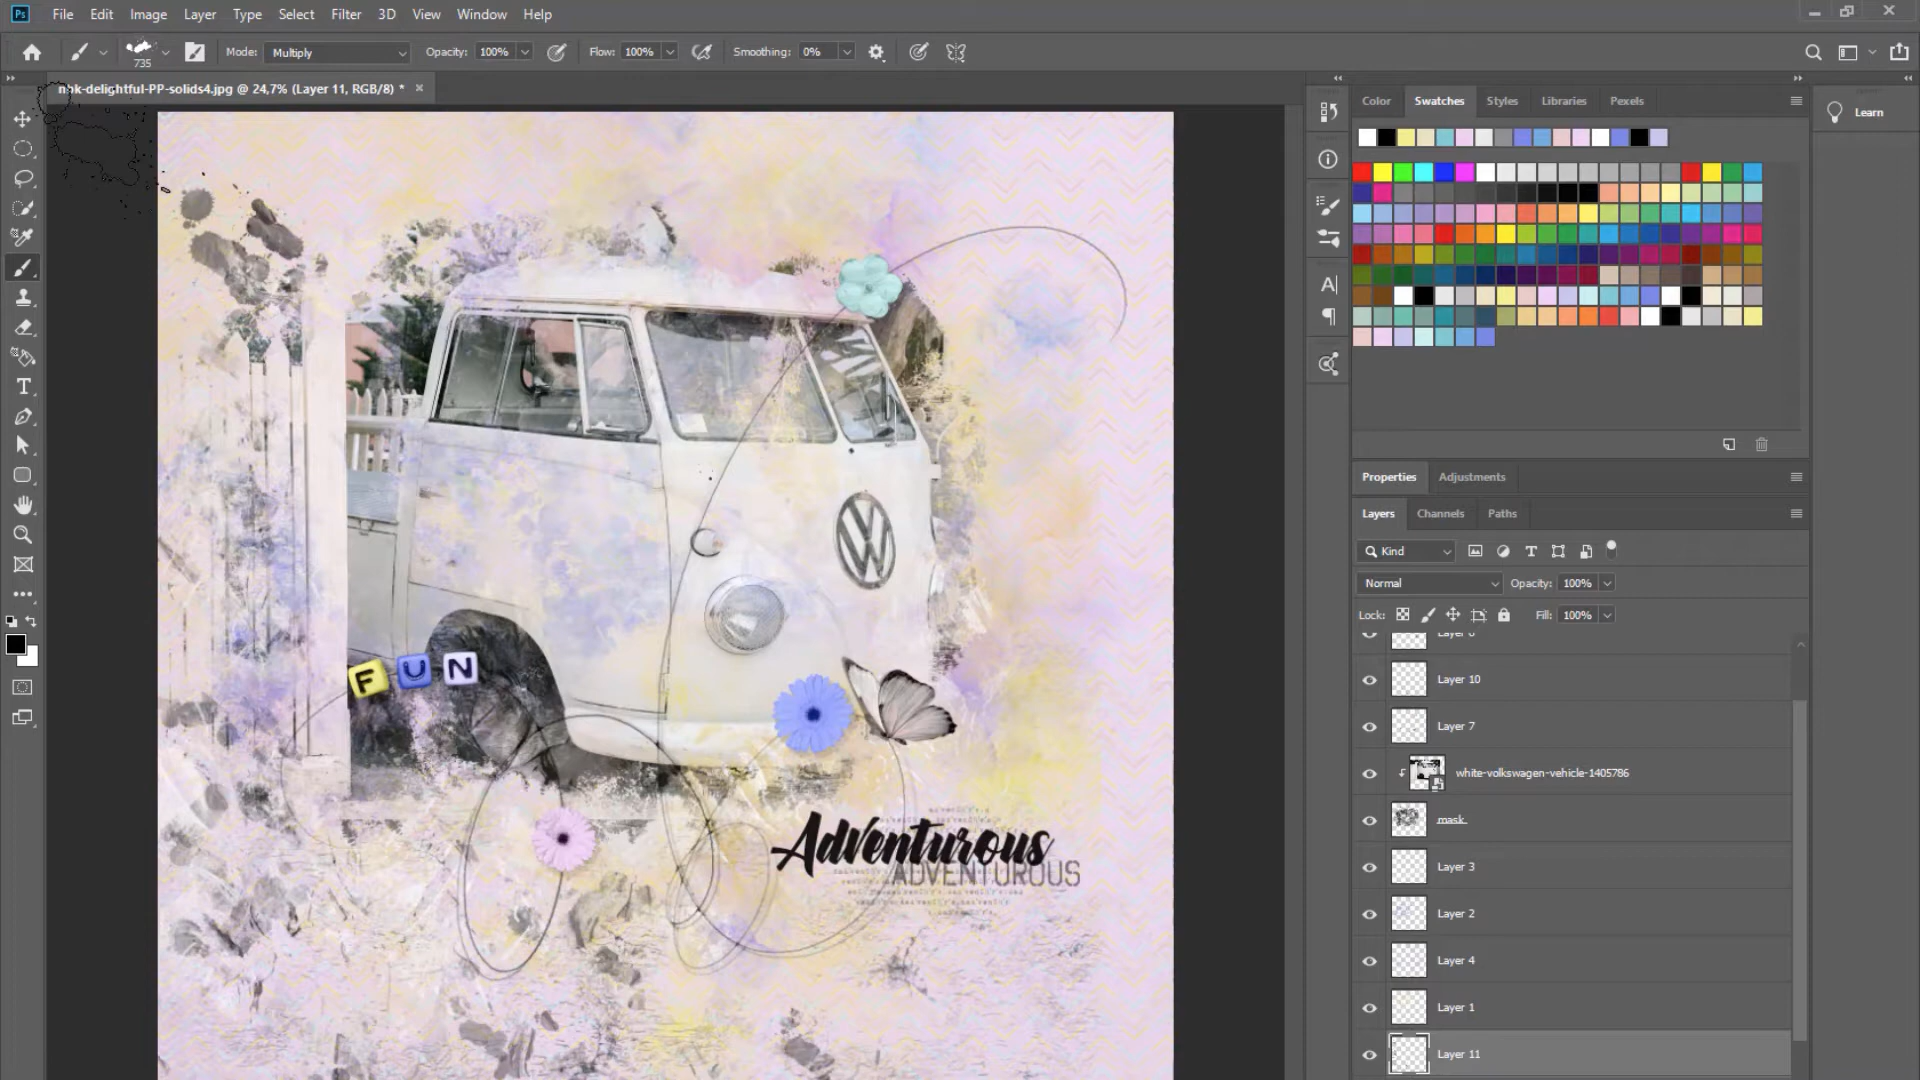 Ps File Edit Image Layer Type Select Filter 3D View Window Help
735 Mode: Multiply Opacity: 100% Flow: 100% Smoothing: 0%
nbk-delightful-PP-solids4.jpg @ 24,7% (Layer 11, RGB/8) *
Color Swatches Styles Libraries Pexels
Learn
Properties Adjustments
Layers Channels Paths
Kind
Normal Opacity: 100%
Lock: Fill: 100%
Layer 10
Layer 7
white-volkswagen-vehicle-1405786
mask
Layer 3
Layer 2
Layer 4
Layer 1
Layer 11
FUN
Adventurous
ADVENTUROUS